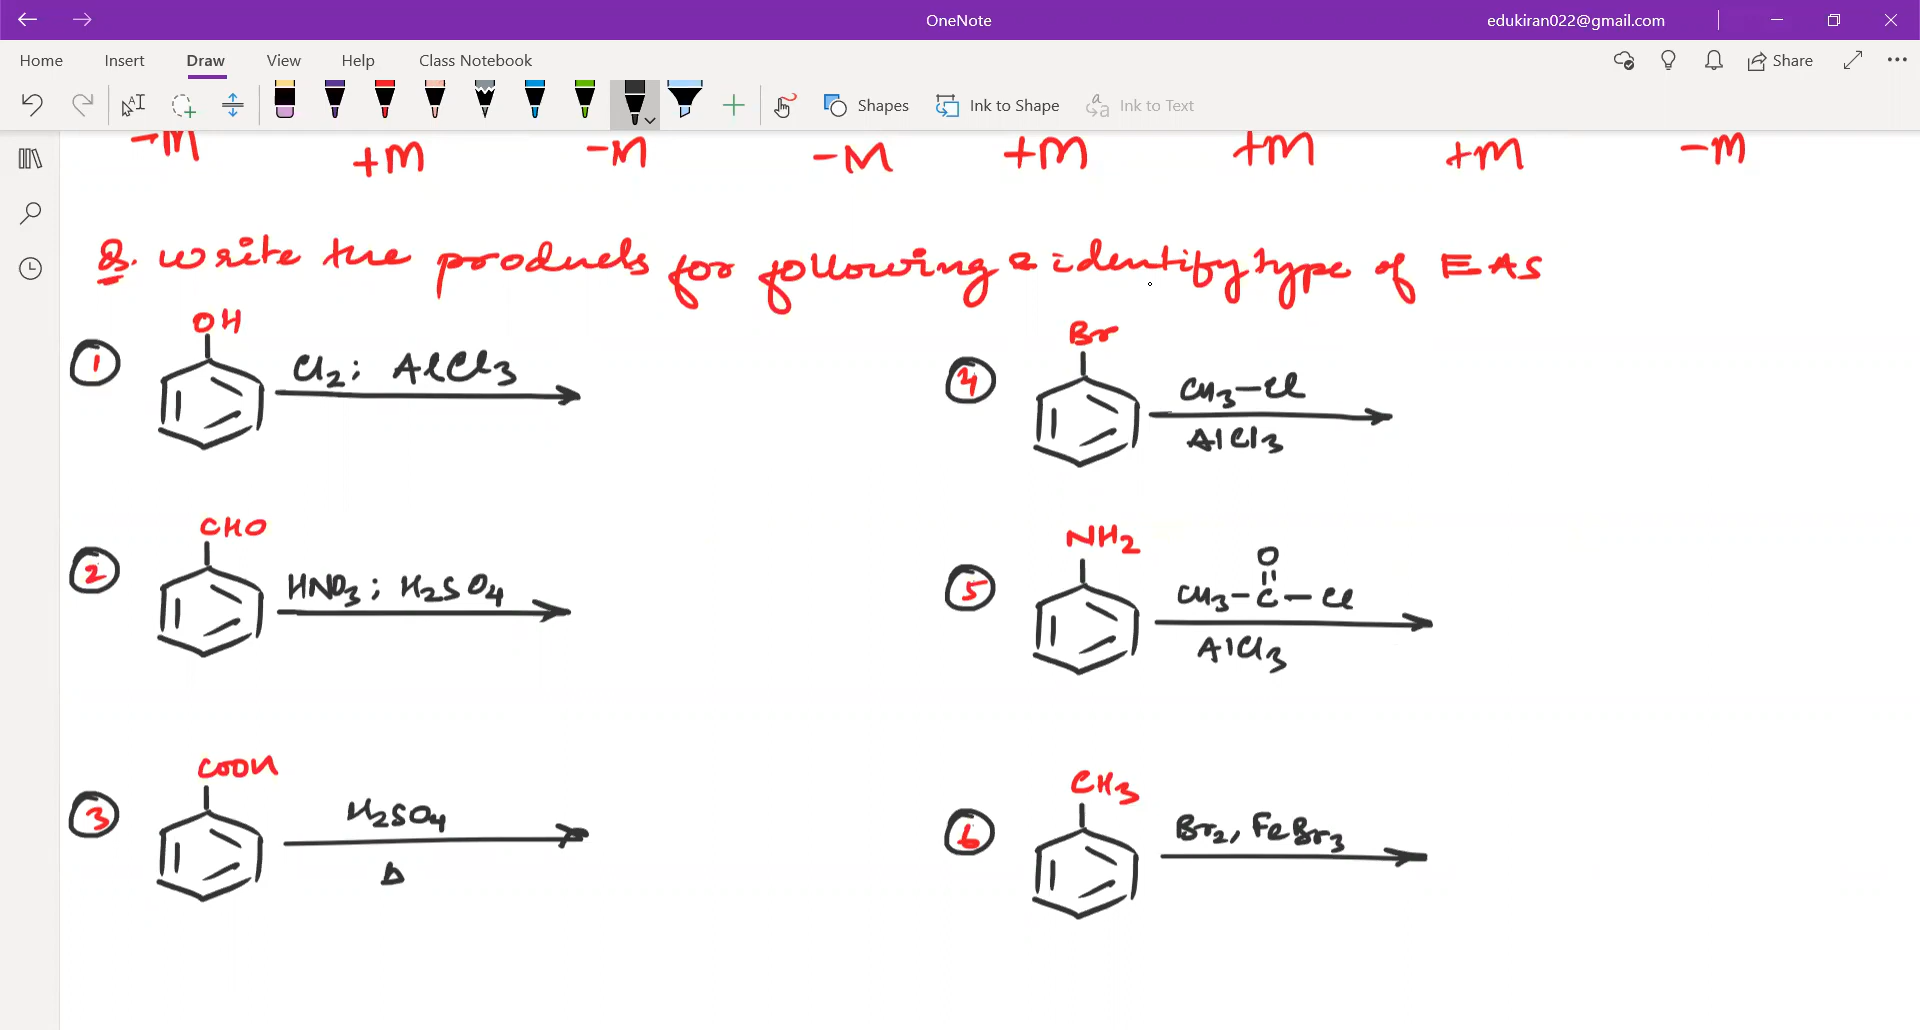 OneNote
edukiran022@gmail.com
Home Insert Draw View Help Class Notebook
Share
Shapes Ink to Shape Ink to Text
-M +M -M -M +M +M +M -M
Q. write the products for following & identify type of EAS
1 OH Cl2; AlCl3
4 Br CH3-Cl
AlCl3
2 CHO HNO3; H2SO4
5 NH2 O
CH3-C-Cl
AlCl3
3 COOH H2SO4
Δ
6 CH3 Br2, FeBr3